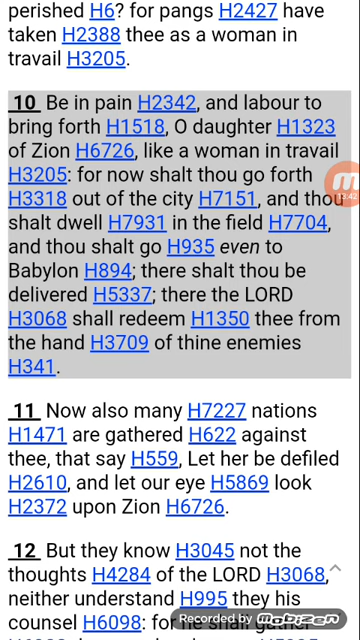 perished H6? for pangs H2427 have
taken H2388 thee as a woman in
travail H3205.
10 Be in pain H2342, and labour to
bring forth H1518, O daughter H1323
of Zion H6726, like a woman in travail
H3205: for now shalt thou go forth
H3318 out of the city H7151, and thou
shalt dwell H7931 in the field H7704,
and thou shalt go H935 even to
Babylon H894; there shalt thou be
delivered H5337; there the LORD
H3068 shall redeem H1350 thee from
the hand H3709 of thine enemies
H341.
11 Now also many H7227 nations
H1471 are gathered H622 against
thee, that say H559, Let her be defiled
H2610, and let our eye H5869 look
H2372 upon Zion H6726.
12 But they know H3045 not the
thoughts H4284 of the LORD H3068,
neither understand H995 they his
counsel H6098: for he shall gather
Recorded by Mobizen
13:42